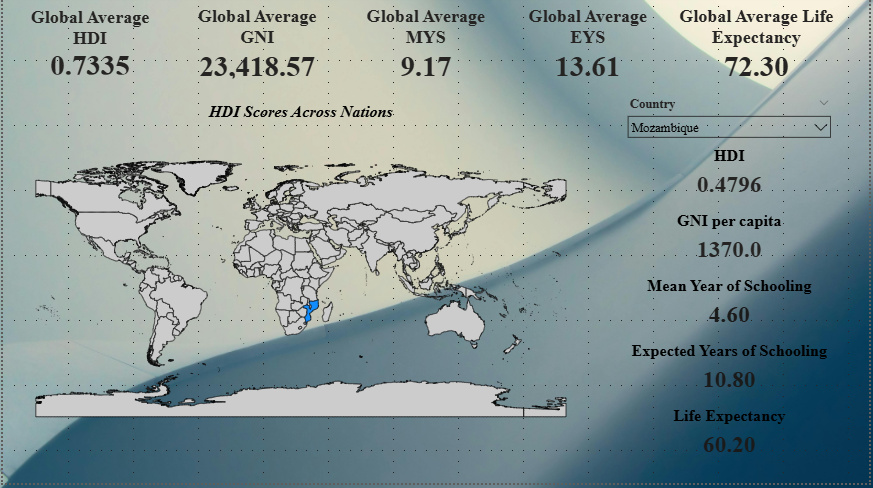 Global Average
HDI
0.7335
Global Average
GNI
23,418.57
Global Average
MYS
9.17
Global Average
EYS
13.61
Global Average Life
Expectancy
72.30
HDI Scores Across Nations
Country
Mozambique
HDI
0.4796
GNI per capita
1370.0
Mean Year of Schooling
4.60
Expected Years of Schooling
10.80
Life Expectancy
60.20